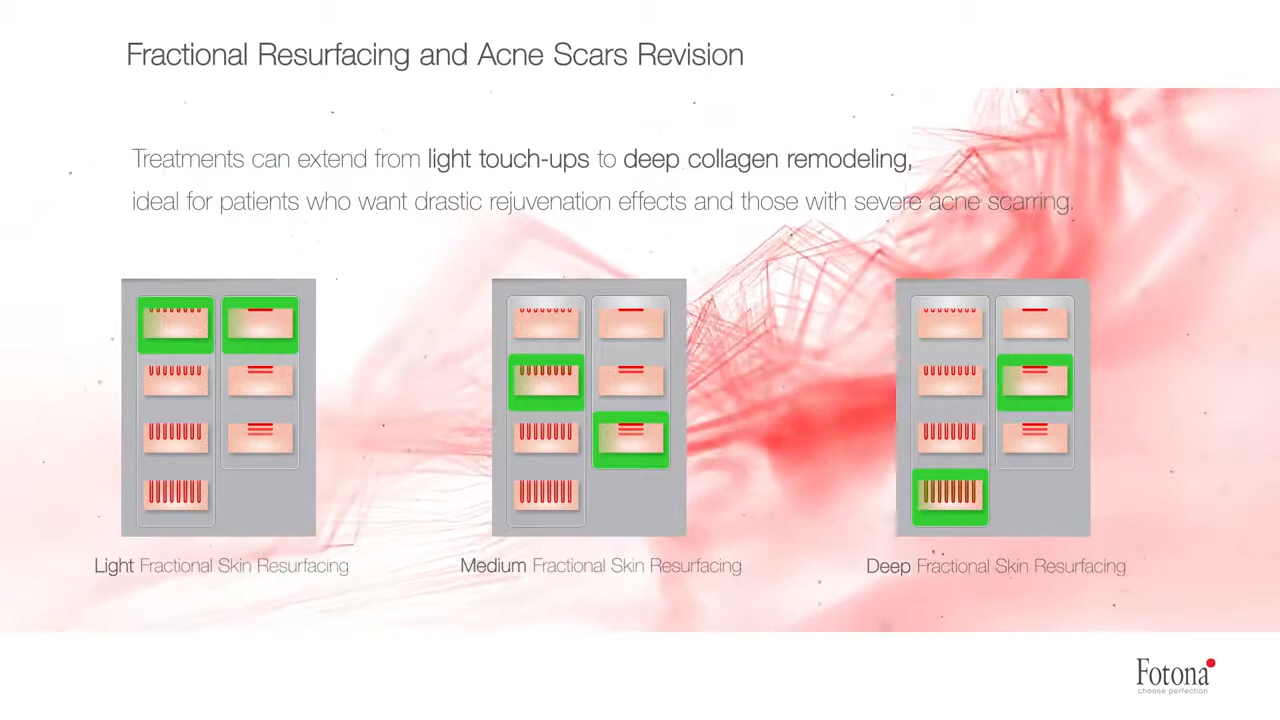 Fractional Resurfacing and Acne Scars Revision
Treatments can extend from light touch-ups to deep collagen remodeling,
ideal for patients who want drastic rejuvenation effects and those with severe acne scarring.
Light Fractional Skin Resurfacing
Medium Fractional Skin Resurfacing
Deep Fractional Skin Resurfacing
Fotona
choose perfection